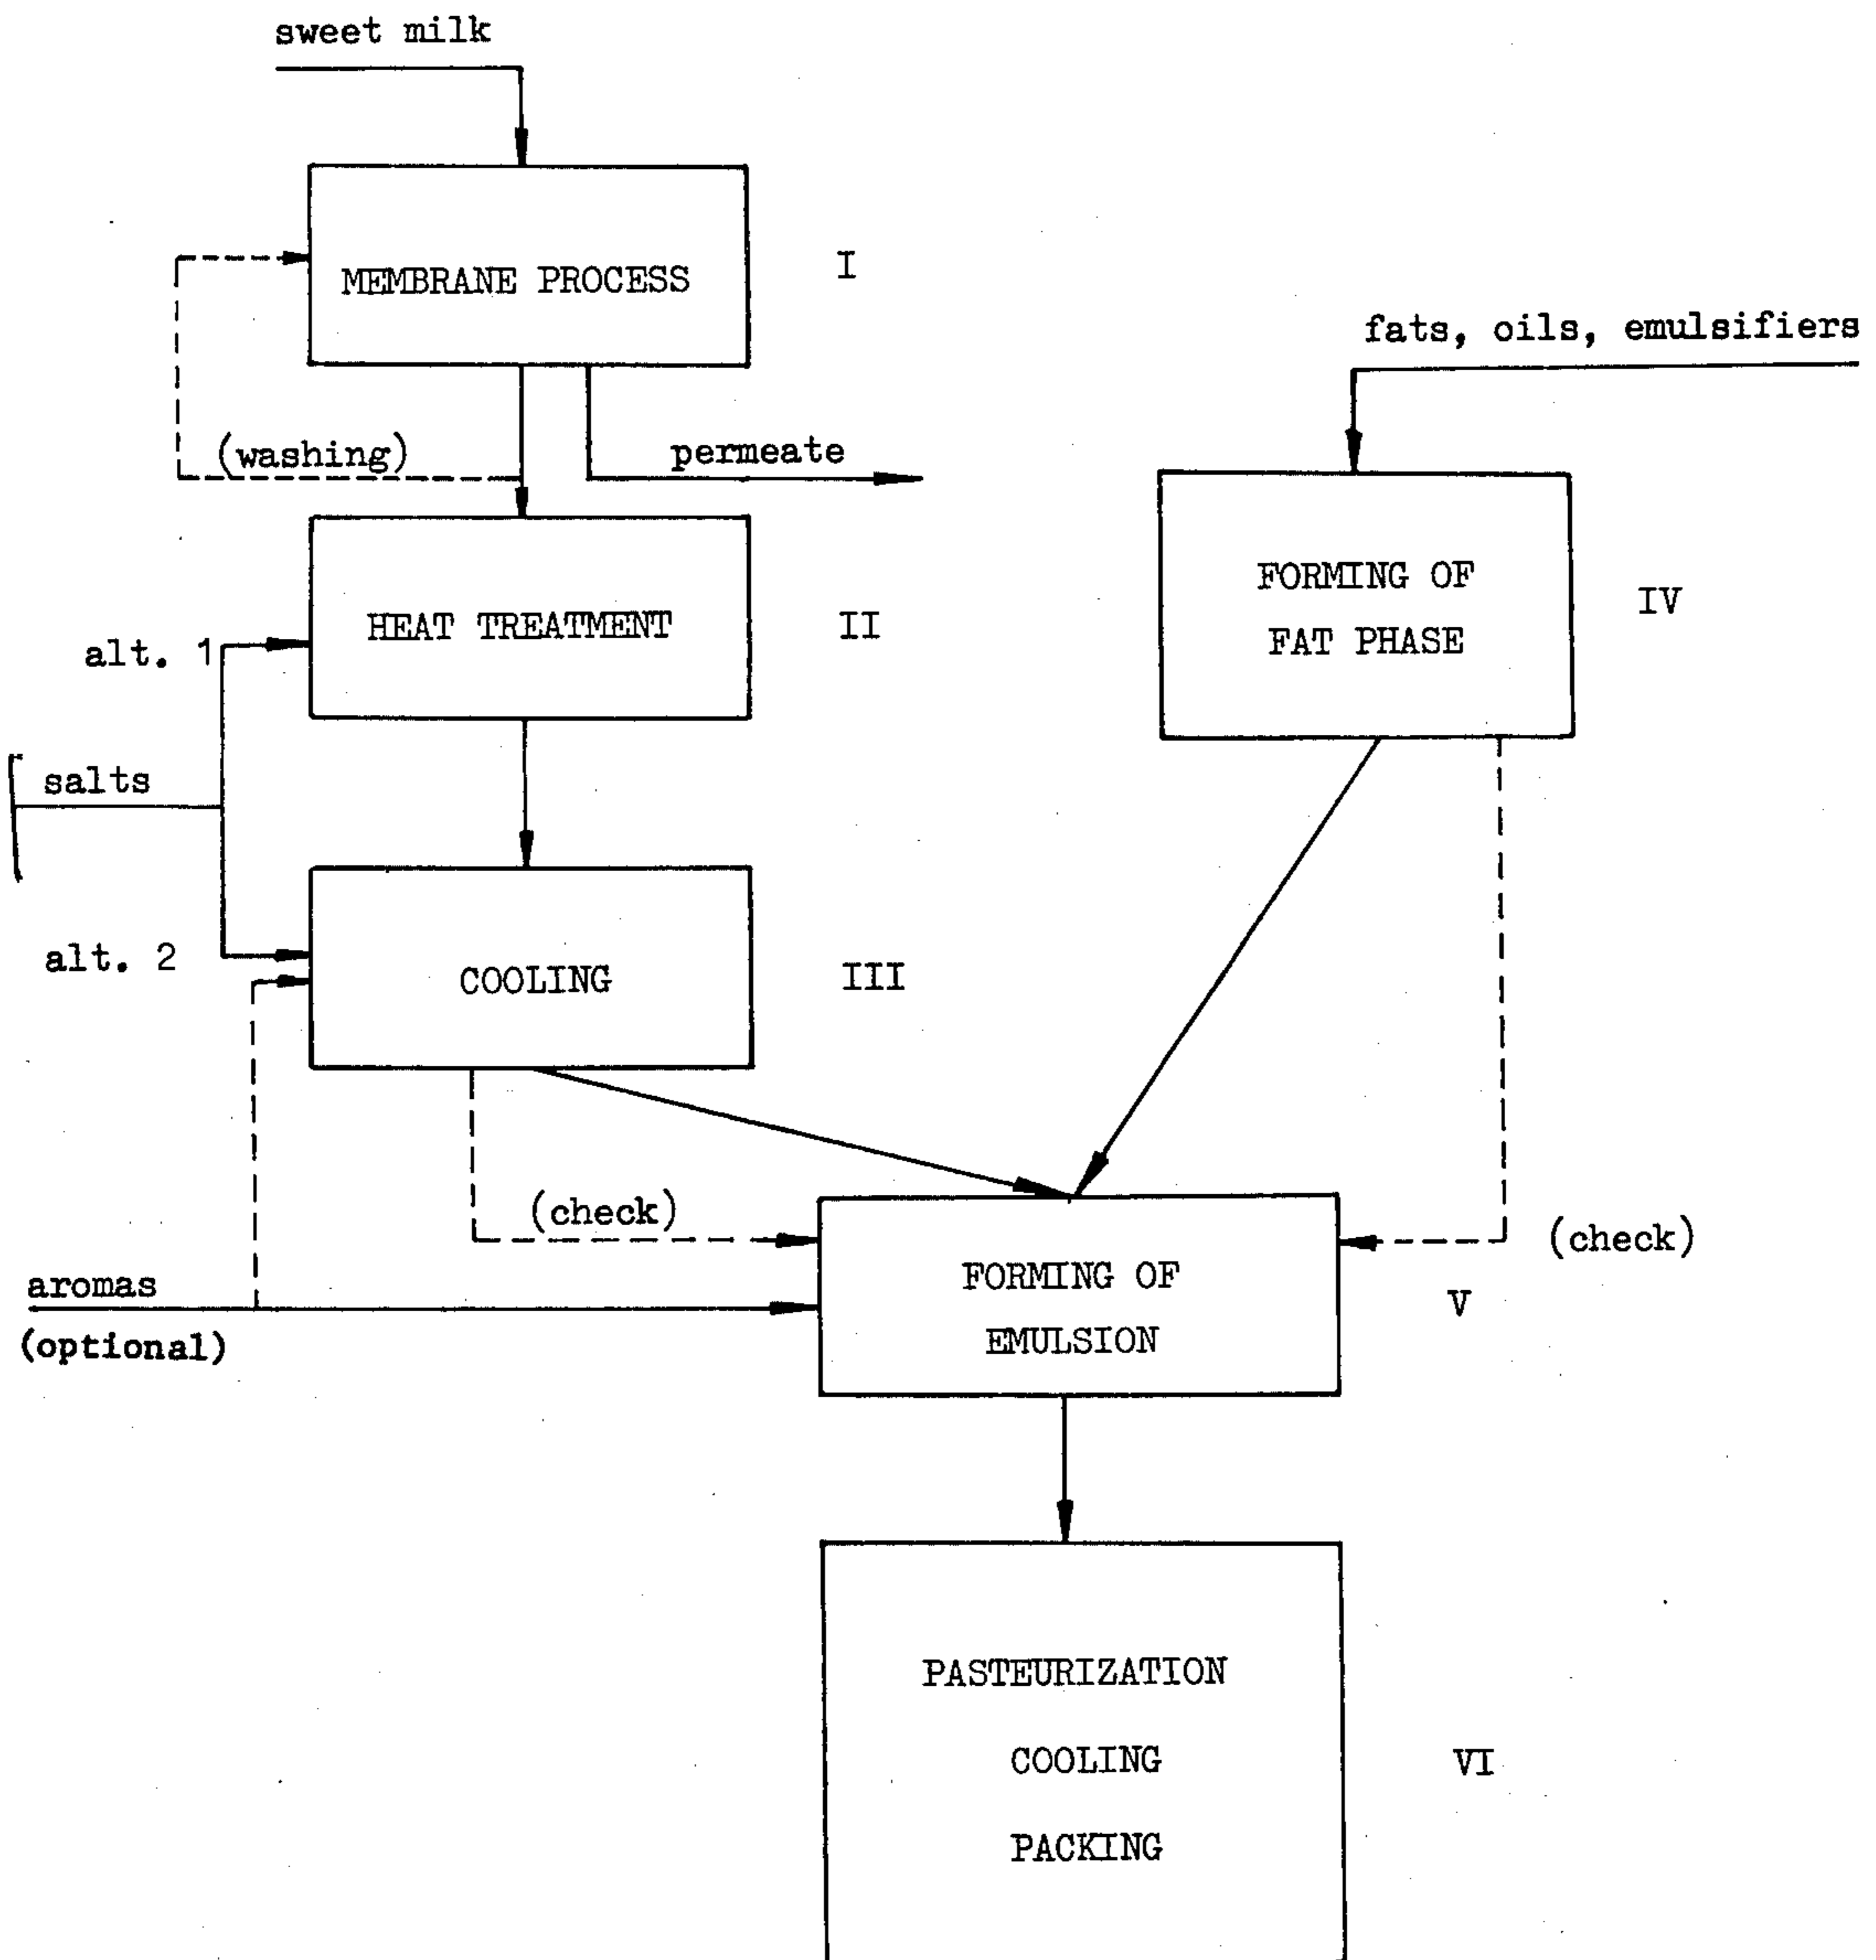 sweet milk
MEMBRANE PROCESS
I
fats, oils, emulsifiers
(washing)
permeate
FORMING OF
FAT PHASE
IV
HEAT TREATMENT
II
alt. 1
salts
alt. 2
COOLING
III
(check)
(check)
aromas
(optional)
FORMING OF
EMULSION
V
PASTEURIZATION
COOLING
PACKING
VI